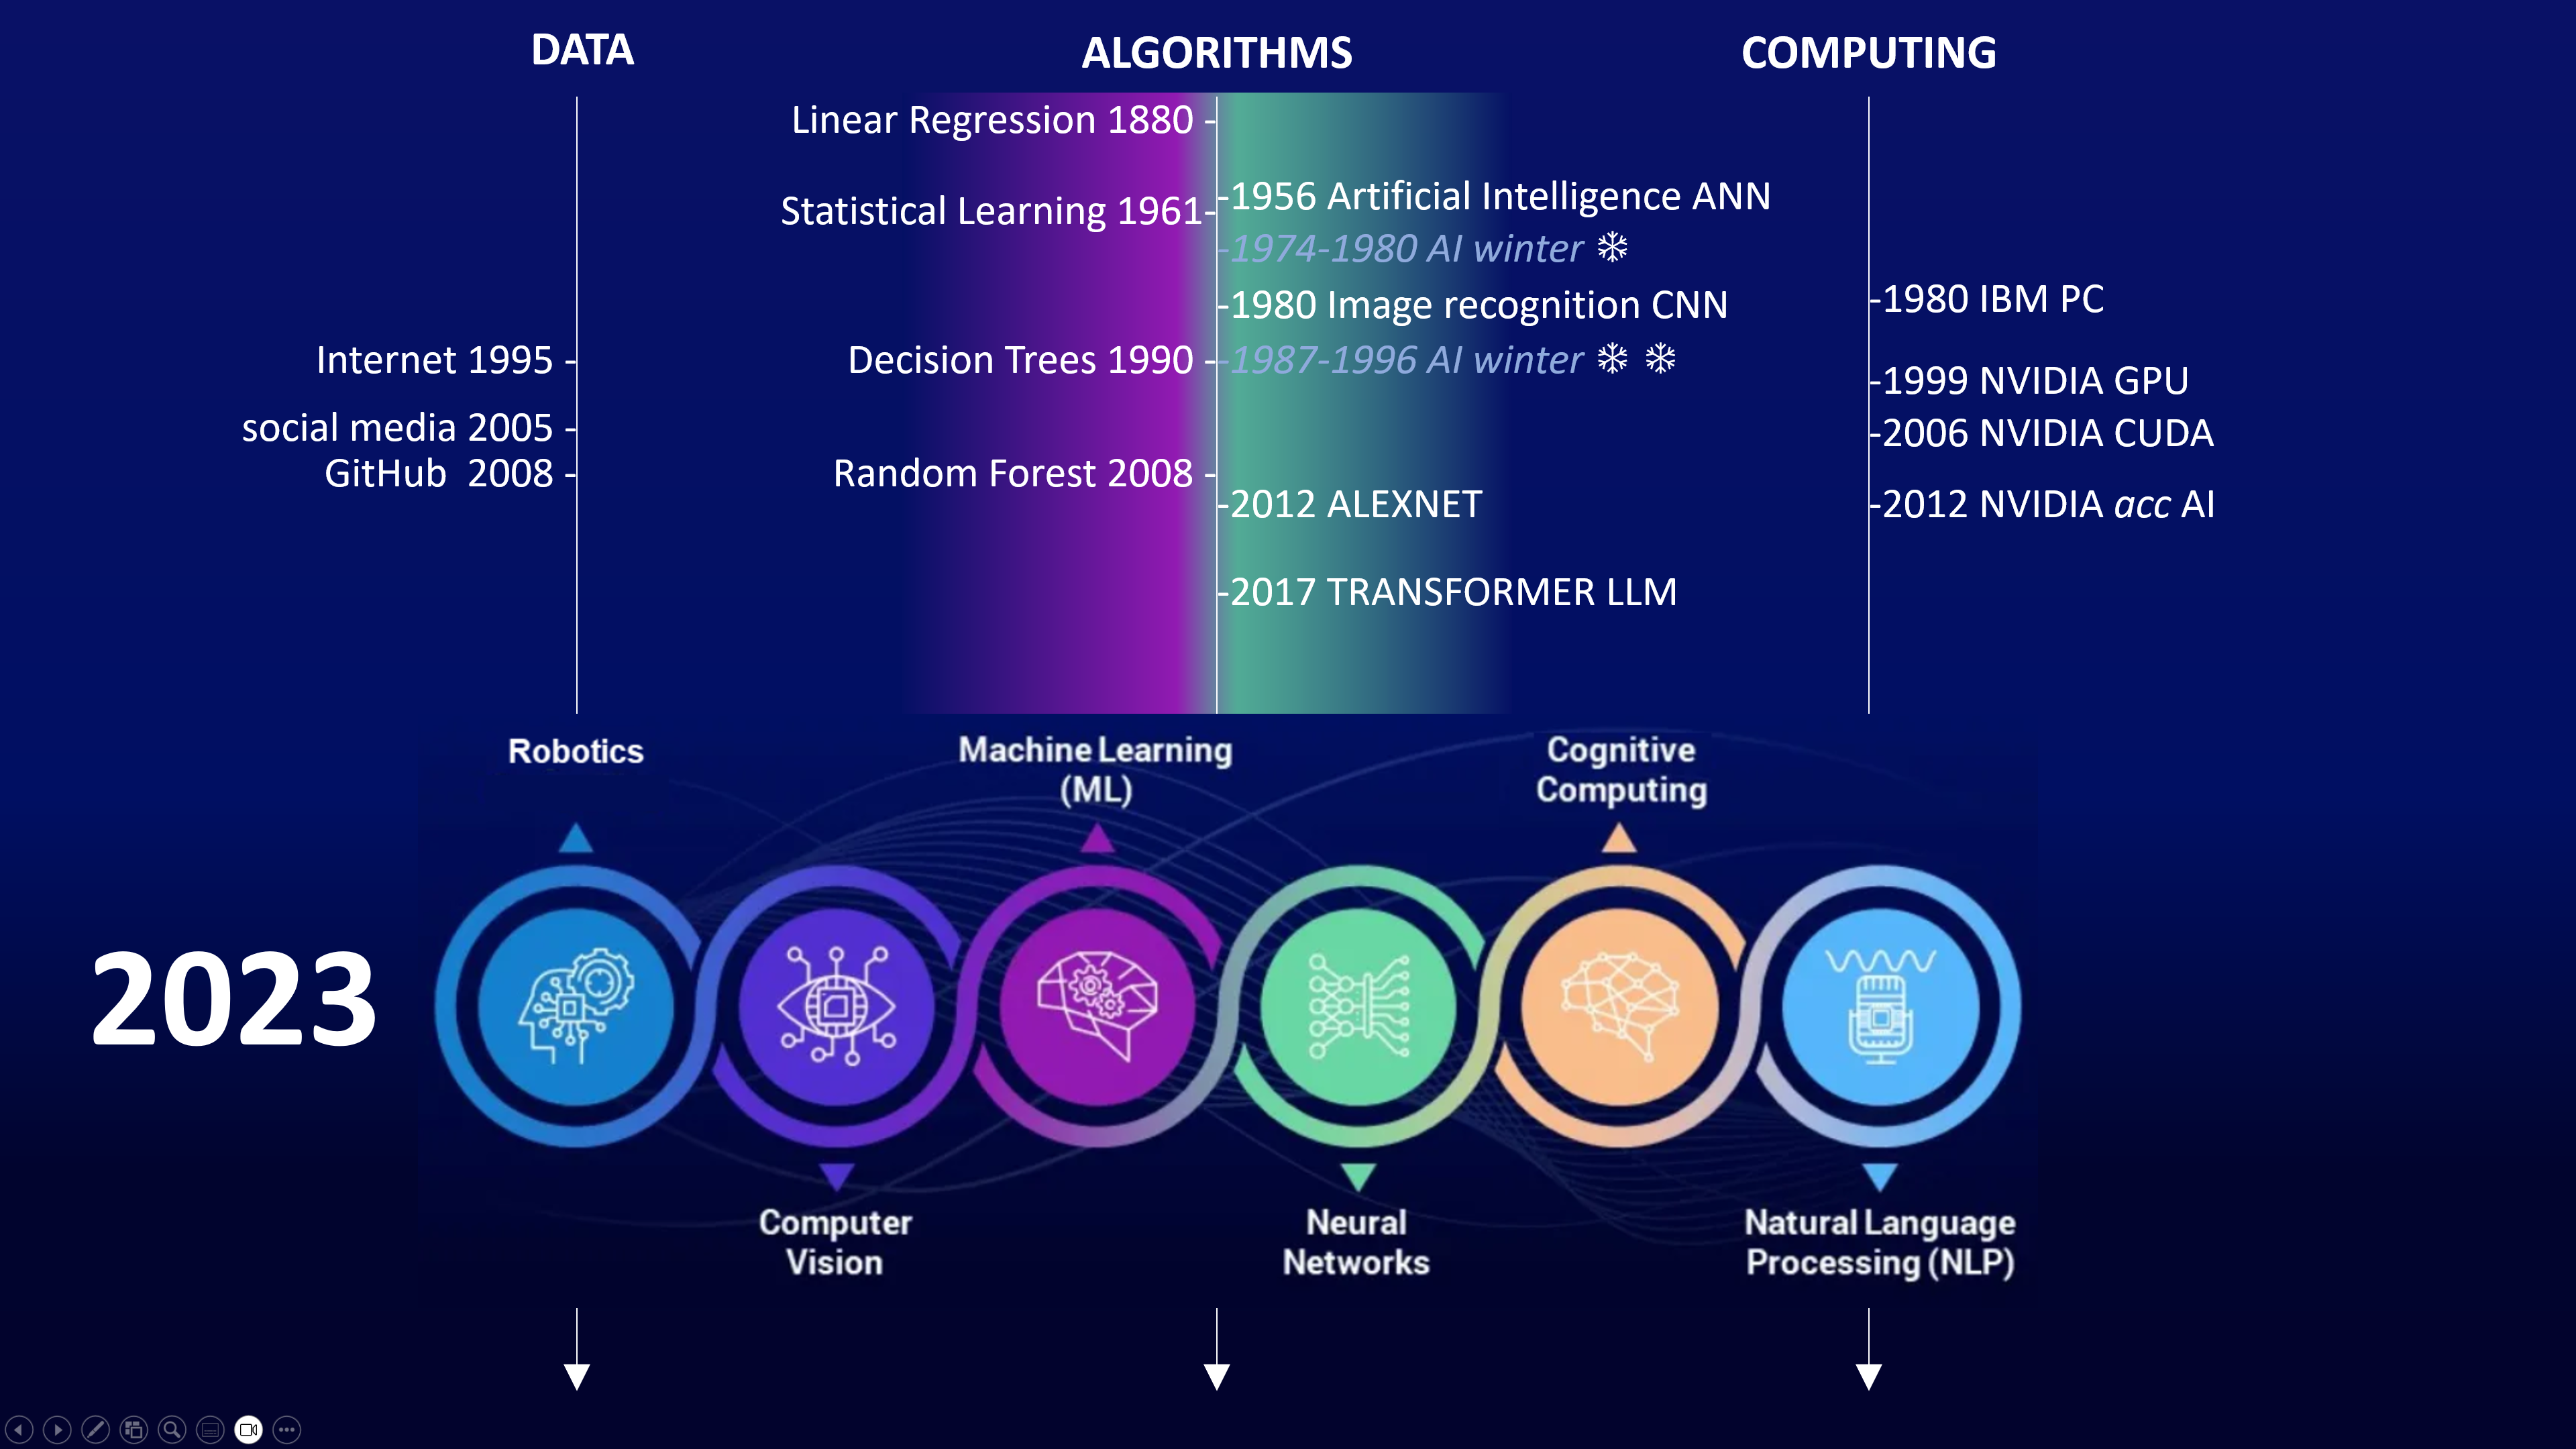 DATA
ALGORITHMS
COMPUTING
Linear Regression 1880 -
-1956 Artificial Intelligence ANN
Statistical Learning 1961-
-1974-1980 AI winter ❄
-1980 Image recognition CNN
-1980 IBM PC
Internet 1995 -
Decision Trees 1990 -
-1987-1996 AI winter ❄ ❄
-1999 NVIDIA GPU
social media 2005 -
-2006 NVIDIA CUDA
GitHub  2008 -
Random Forest 2008 -
-2012 ALEXNET
-2012 NVIDIA acc AI
-2017 TRANSFORMER LLM
Robotics
Machine Learning
(ML)
Cognitive
Computing
2023
Computer
Vision
Neural
Networks
Natural Language
Processing (NLP)